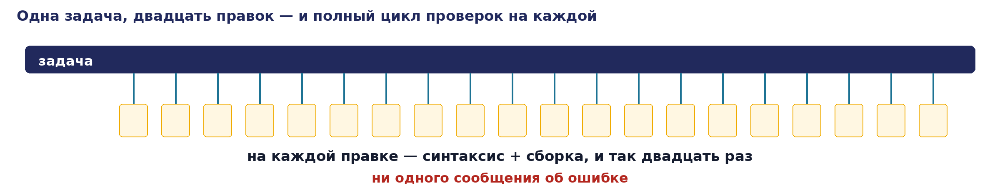 Одна задача, двадцать правок — и полный цикл проверок на каждой
задача
на каждой правке — синтаксис + сборка, и так двадцать раз
ни одного сообщения об ошибке